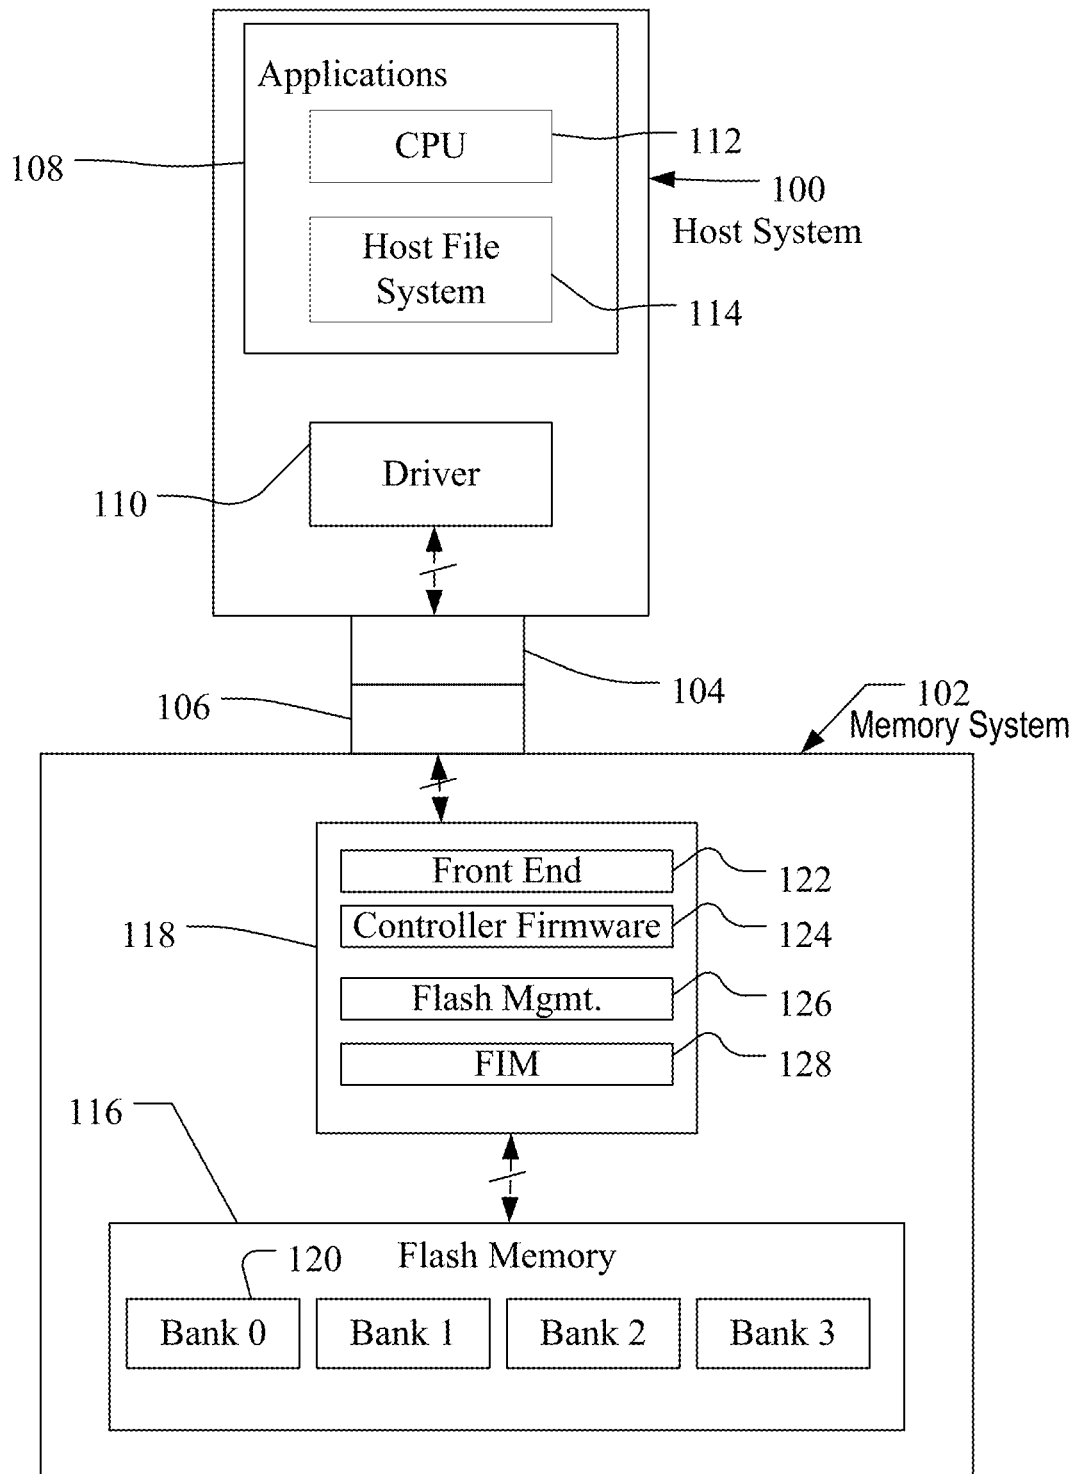 Applications
CPU
112
108
100
Host System
Host File
System
114
Driver
110
104
106
102
Memory System
Front End
122
Controller Firmware
124
118
Flash Mgmt.
126
FIM
128
116
120
Flash Memory
Bank 0
Bank 1
Bank 2
Bank 3